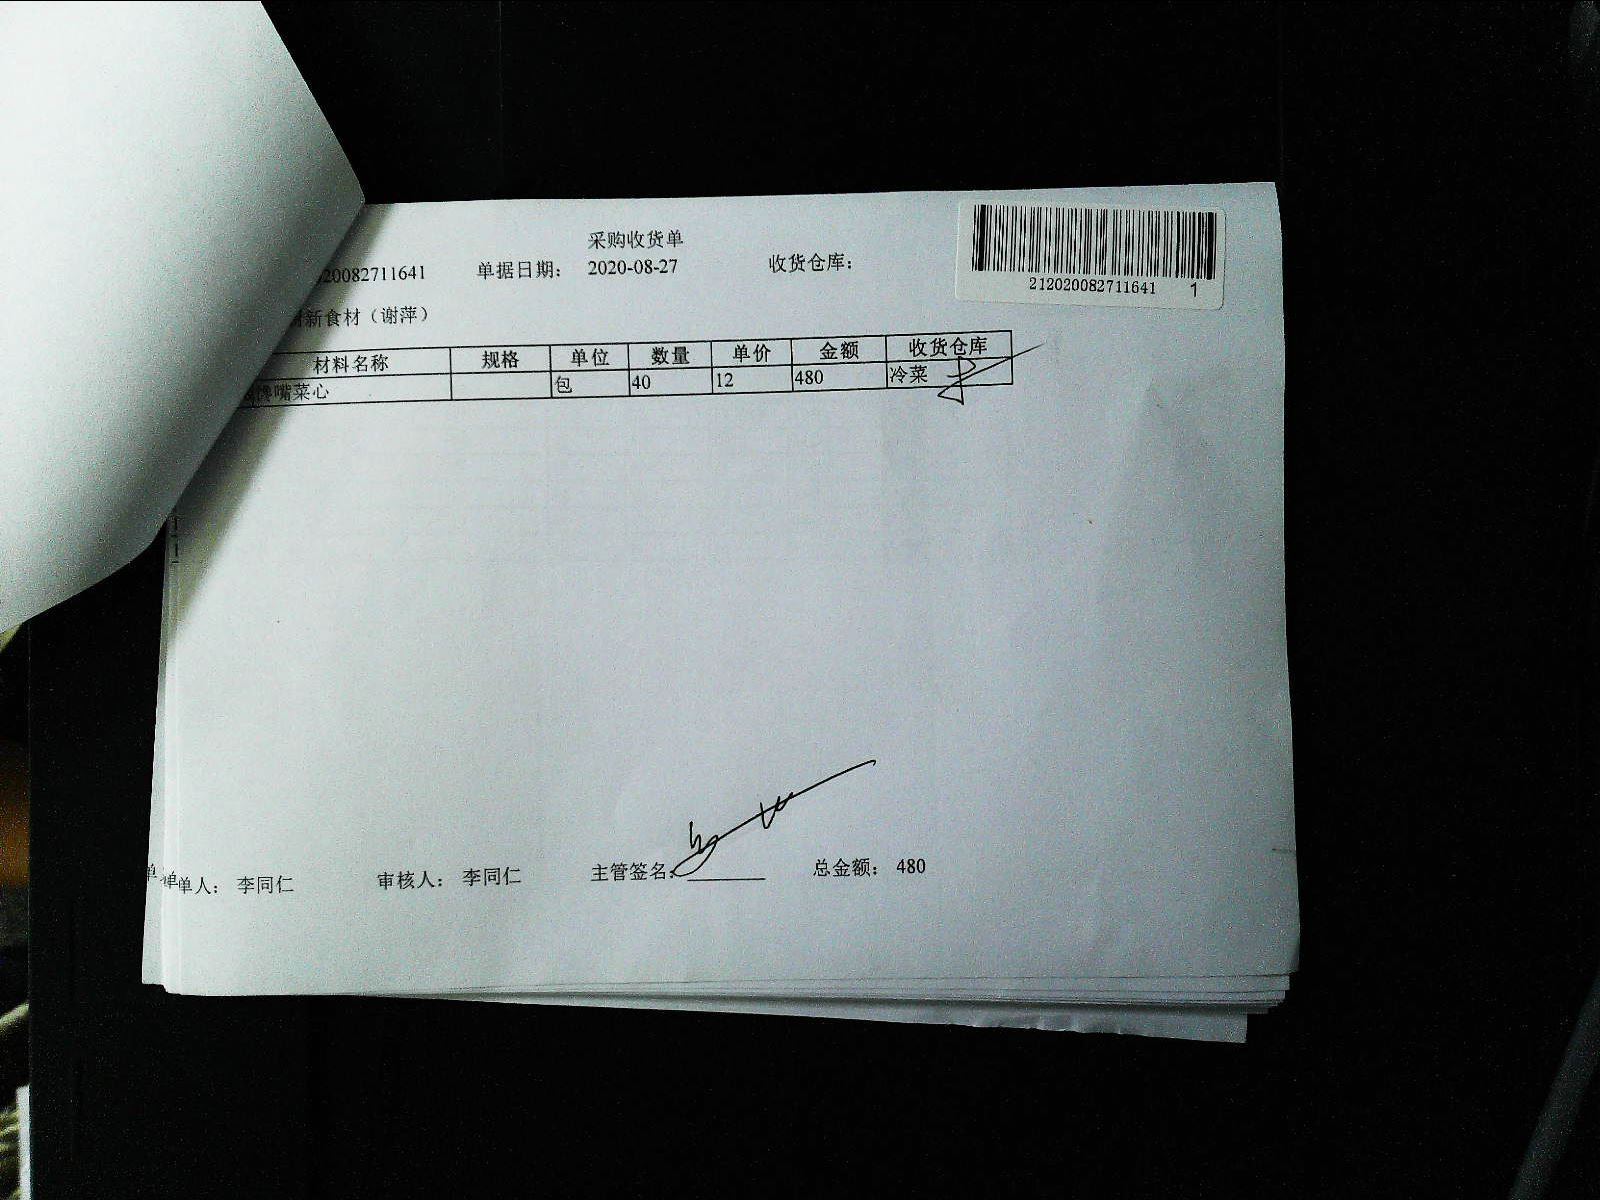 采购收货单
20082711641 单据日期： 2020-08-27 收货仓库：
212020082711641 1
新食材（谢萍）
材料名称 规格 单位 数量 单价 金额 收货仓库
馋嘴菜心 包 40 12 480 冷菜
单人： 李同仁 审核人： 李同仁 主管签名： 总金额： 480